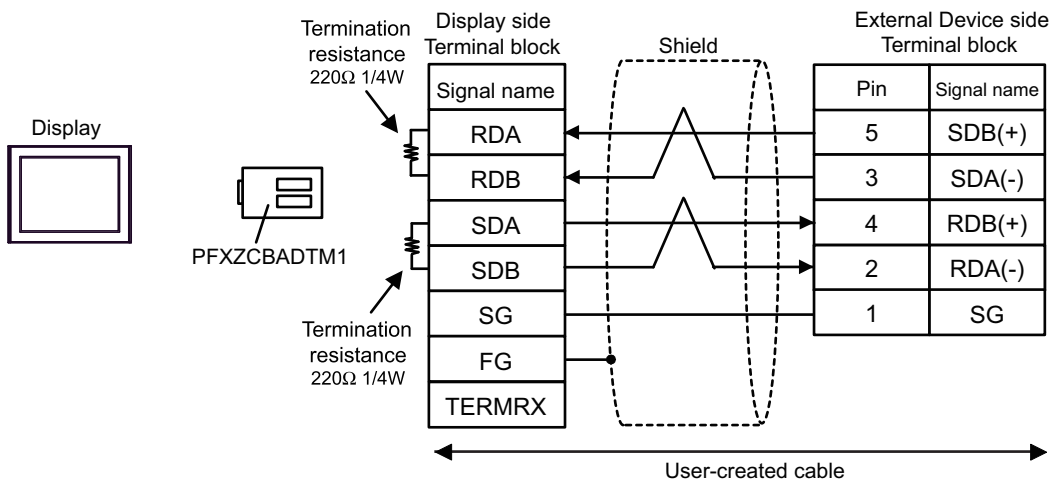 Termination
resistance
220Ω 1/4W
Display side
Terminal block
Shield
External Device side
Terminal block
Display
PFXZCBADTM1
Signal name
RDA
RDB
SDA
SDB
SG
FG
TERMRX
Pin Signal name
5 SDB(+)
3 SDA(-)
4 RDB(+)
2 RDA(-)
1 SG
Termination
resistance
220Ω 1/4W
User-created cable